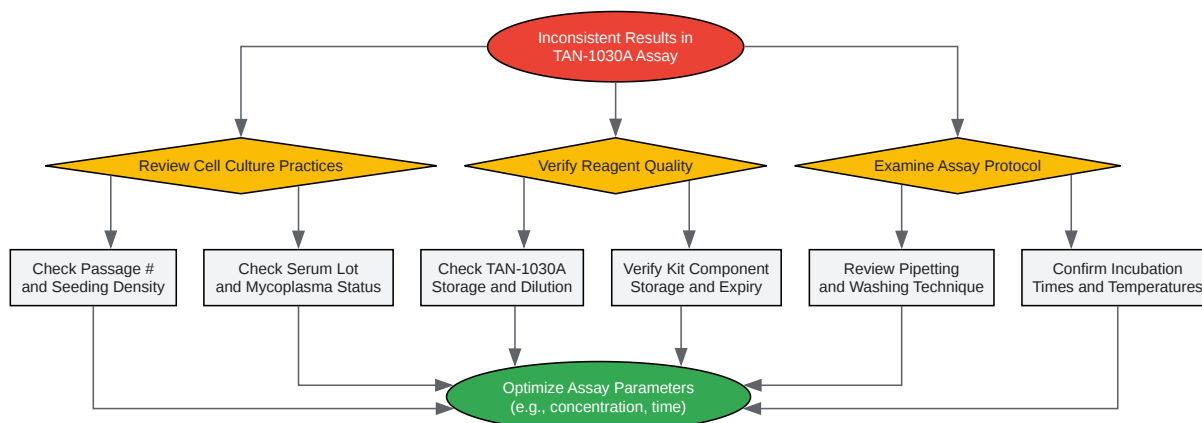 Inconsistent Results in
TAN-1030A Assay
Review Cell Culture Practices
Verify Reagent Quality
Examine Assay Protocol
Check Passage #
and Seeding Density
Check Serum Lot
and Mycoplasma Status
Check TAN-1030A
Storage and Dilution
Verify Kit Component
Storage and Expiry
Review Pipetting
and Washing Technique
Confirm Incubation
Times and Temperatures
Optimize Assay Parameters
(e.g., concentration, time)